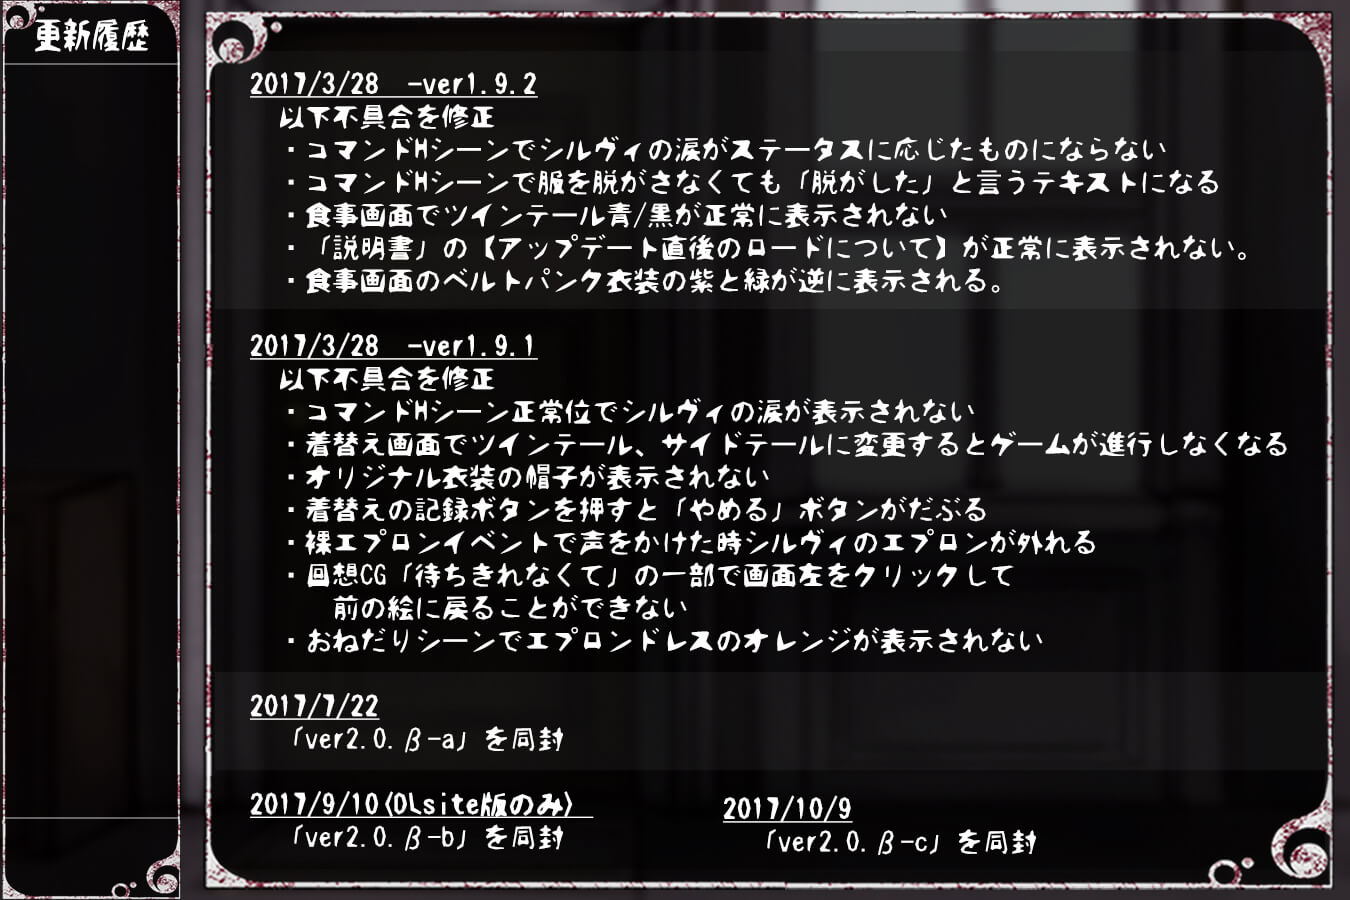 更新履歴
2017/3/28 -ver1.9.2
以下不具合を修正
・コマンドHシーンでシルヴィの涙がステータスに応じたものにならない
・コマンドHシーンで服を脱がさなくても「脱がした」と言うテキストになる
・食事画面でツインテール青/黒が正常に表示されない
・「説明書」の【アップデート直後のロードについて】が正常に表示されない。
・食事画面のベルトパンク衣装の紫と緑が逆に表示される。
2017/3/28 -ver1.9.1
以下不具合を修正
・コマンドHシーン正常位でシルヴィの涙が表示されない
・着替え画面でツインテール、サイドテールに変更するとゲームが進行しなくなる
・オリジナル衣装の帽子が表示されない
・着替えの記録ボタンを押すと「やめる」ボタンがだぶる
・裸エプロンイベントで声をかけた時シルヴィのエプロンが外れる
・回想CG「待ちきれなくて」の一部で画面左をクリックして
前の絵に戻ることができない
・おねだりシーンでエプロンドレスのオレンジが表示されない
2017/7/22
「ver2.0.β-a」を同封
2017/9/10(DLsite版のみ)
「ver2.0.β-b」を同封
2017/10/9
「ver2.0.β-c」を同封